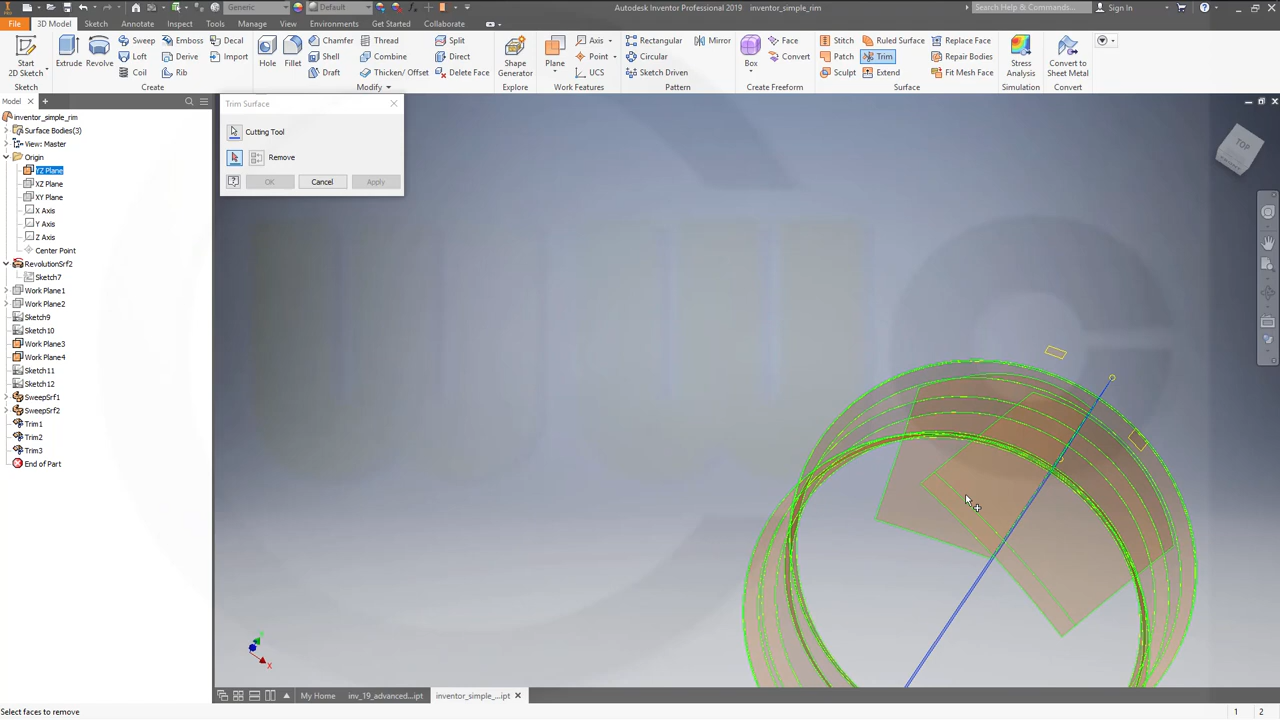 Generic
Default
Autodesk Inventor Professional 2019 inventor_simple_rim
Search Help & Commands...
Sign In
File
3D Model
Sketch
Annotate
Inspect
Tools
Manage
View
Environments
Get Started
Collaborate
Start
2D Sketch
Extrude
Revolve
Sweep
Emboss
Decal
Loft
Derive
Import
Coil
Rib
Create
Hole
Fillet
Chamfer
Thread
Split
Shell
Combine
Direct
Draft
Thicken/ Offset
Delete Face
Modify
Shape
Generator
Explore
Plane
Axis
Point
UCS
Work Features
Rectangular
Mirror
Circular
Sketch Driven
Pattern
Box
Face
Convert
Create Freeform
Stitch
Ruled Surface
Replace Face
Patch
Trim
Repair Bodies
Sculpt
Extend
Fit Mesh Face
Surface
Stress
Analysis
Simulation
Convert to
Sheet Metal
Convert
Model
inventor_simple_rim
Surface Bodies(3)
View: Master
Origin
YZ Plane
XZ Plane
XY Plane
X Axis
Y Axis
Z Axis
Center Point
RevolutionSrf2
Sketch7
Work Plane1
Work Plane2
Sketch9
Sketch10
Work Plane3
Work Plane4
Sketch11
Sketch12
SweepSrf1
SweepSrf2
Trim1
Trim2
Trim3
End of Part
Trim Surface
Cutting Tool
Remove
OK
Cancel
Apply
TOP
X
My Home
inv_19_advanced...ipt
inventor_simple_...ipt
Select faces to remove
1
2